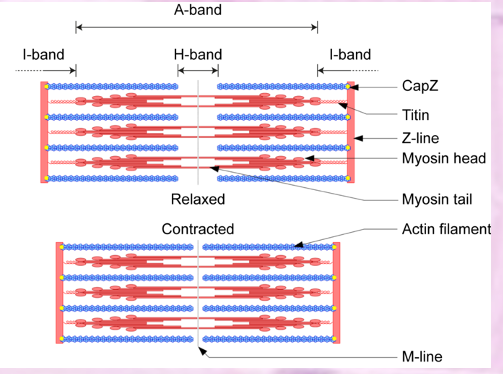 A-band
I-band
H-band
I-band
CapZ
Titin
Z-line
Myosin head
Myosin tail
Relaxed
Contracted
Actin filament
M-line